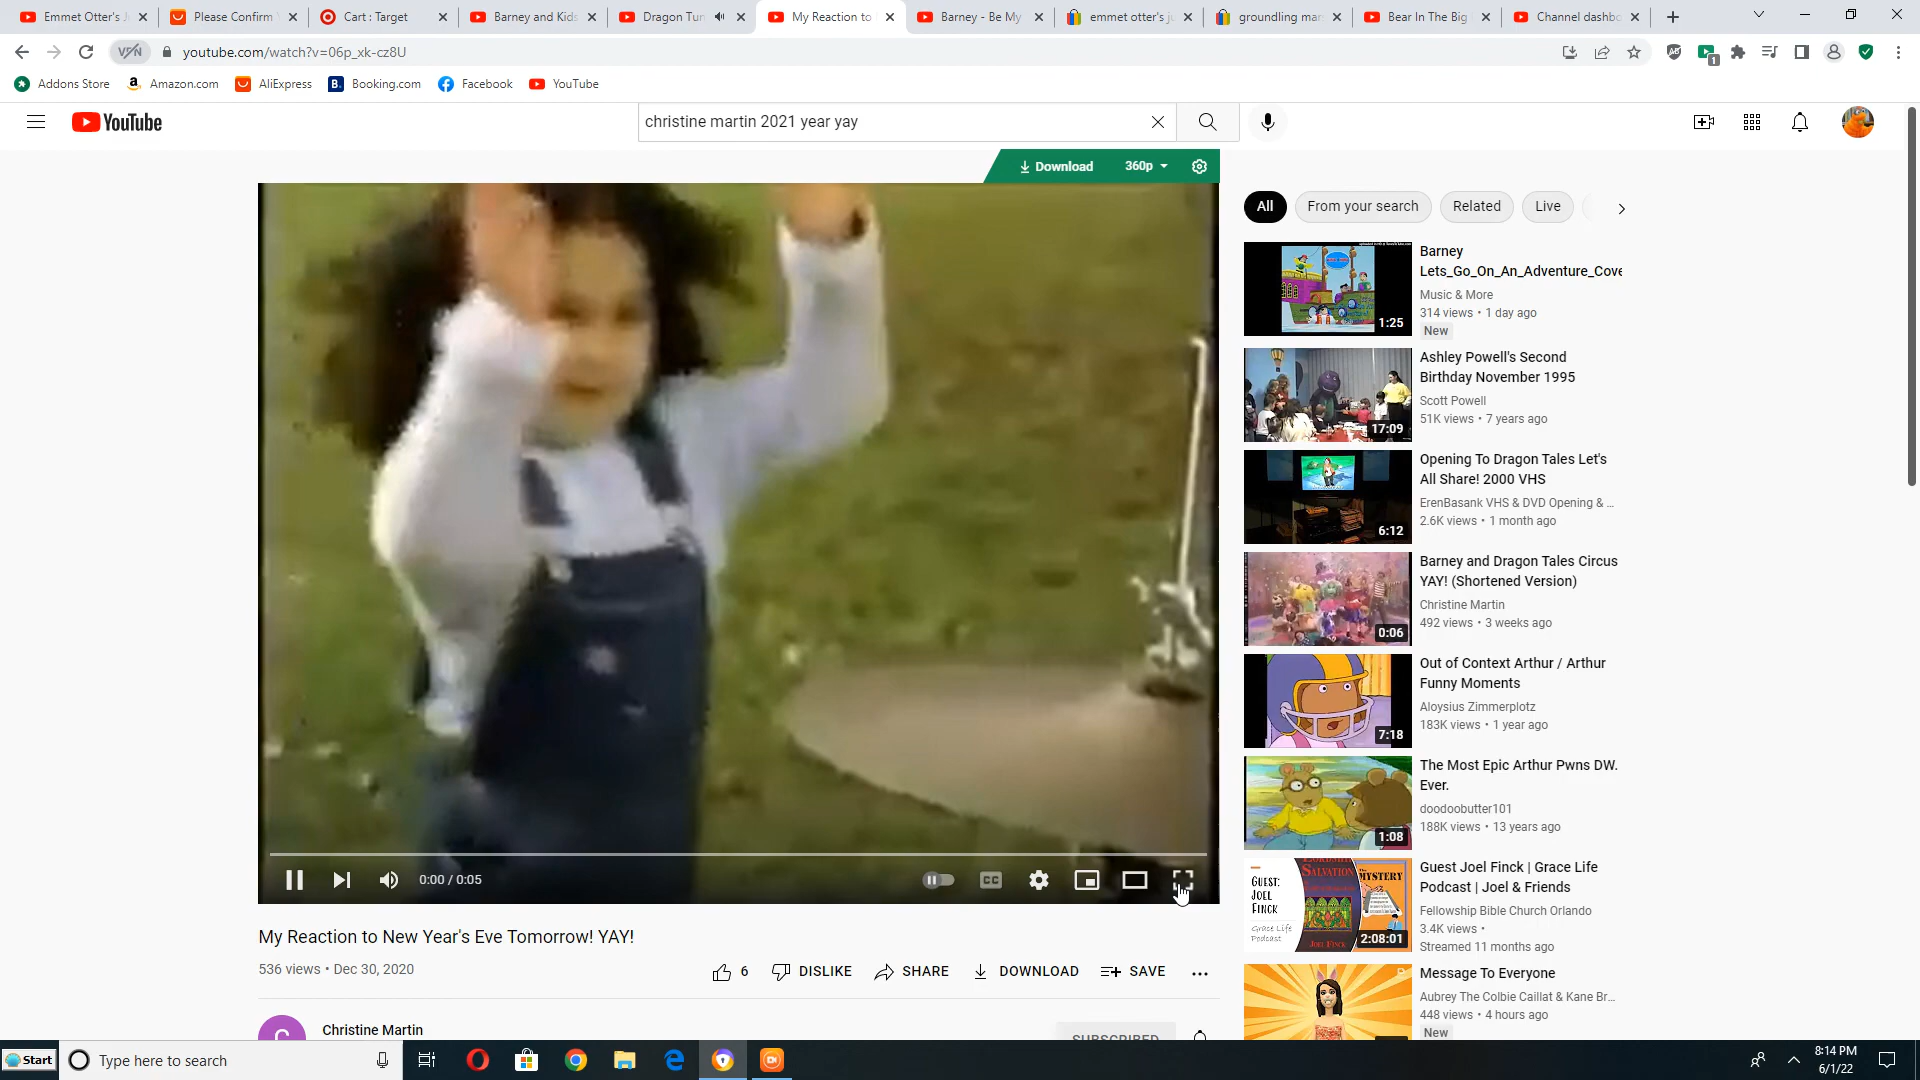 Emmet Otter's J
Please Confirm
Cart : Target
Barney and Kids
Dragon Tun
My Reaction to
Barney - Be My
emmet otter's ju
groundling mar
Bear In The Big
Channel dashbo
VPN
youtube.com/watch?v=06p_xk-cz8U
1
Addons Store
Amazon.com
AliExpress
Booking.com
Facebook
YouTube
YouTube
christine martin 2021 year yay
Download
360p
All
From your search
Related
Live
Barney
Lets_Go_On_An_Adventure_Cove
Music & More
314 views • 1 day ago
New
1:25
Ashley Powell's Second
Birthday November 1995
Scott Powell
51K views • 7 years ago
17:09
Opening To Dragon Tales Let's
All Share! 2000 VHS
ErenBasank VHS & DVD Opening & ...
2.6K views • 1 month ago
6:12
Barney and Dragon Tales Circus
YAY! (Shortened Version)
Christine Martin
492 views • 3 weeks ago
0:06
Out of Context Arthur / Arthur
Funny Moments
Aloysius Zimmerplotz
183K views • 1 year ago
7:18
The Most Epic Arthur Pwns DW.
Ever.
doodoobutter101
188K views • 13 years ago
1:08
GUEST:
JOEL
FINCK
Grace Life
Podcast
SALVATION
MYSTERY
JOEL FINCK
2:08:01
Guest Joel Finck | Grace Life
Podcast | Joel & Friends
Fellowship Bible Church Orlando
3.4K views •
Streamed 11 months ago
Message To Everyone
Aubrey The Colbie Caillat & Kane Br...
448 views • 4 hours ago
New
0:00 / 0:05
CC
My Reaction to New Year's Eve Tomorrow! YAY!
536 views • Dec 30, 2020
6
DISLIKE
SHARE
DOWNLOAD
SAVE
C
Christine Martin
SUBSCRIBED
Start
Type here to search
8:14 PM
6/1/22